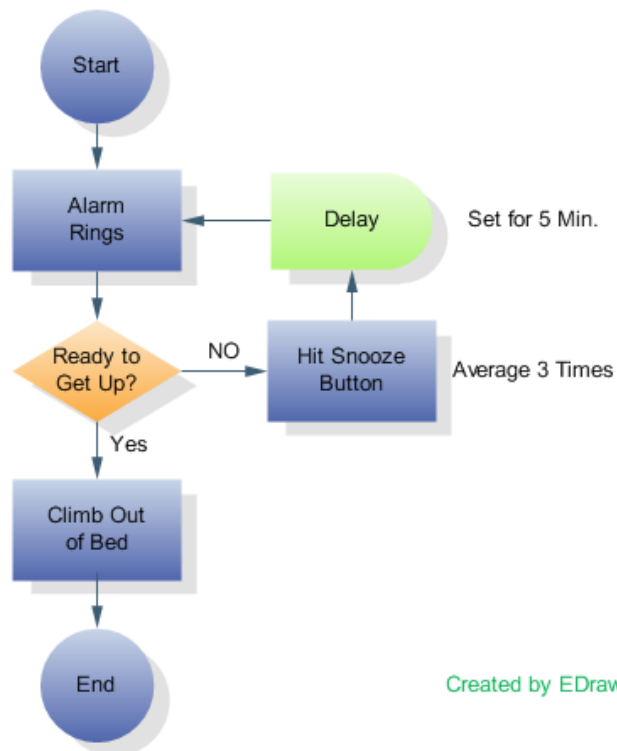 Start
Alarm
Rings
Delay
Set for 5 Min.
Ready to
Get Up?
NO
Hit Snooze
Button
Average 3 Times
Yes
Climb Out
of Bed
End
Created by EDraw